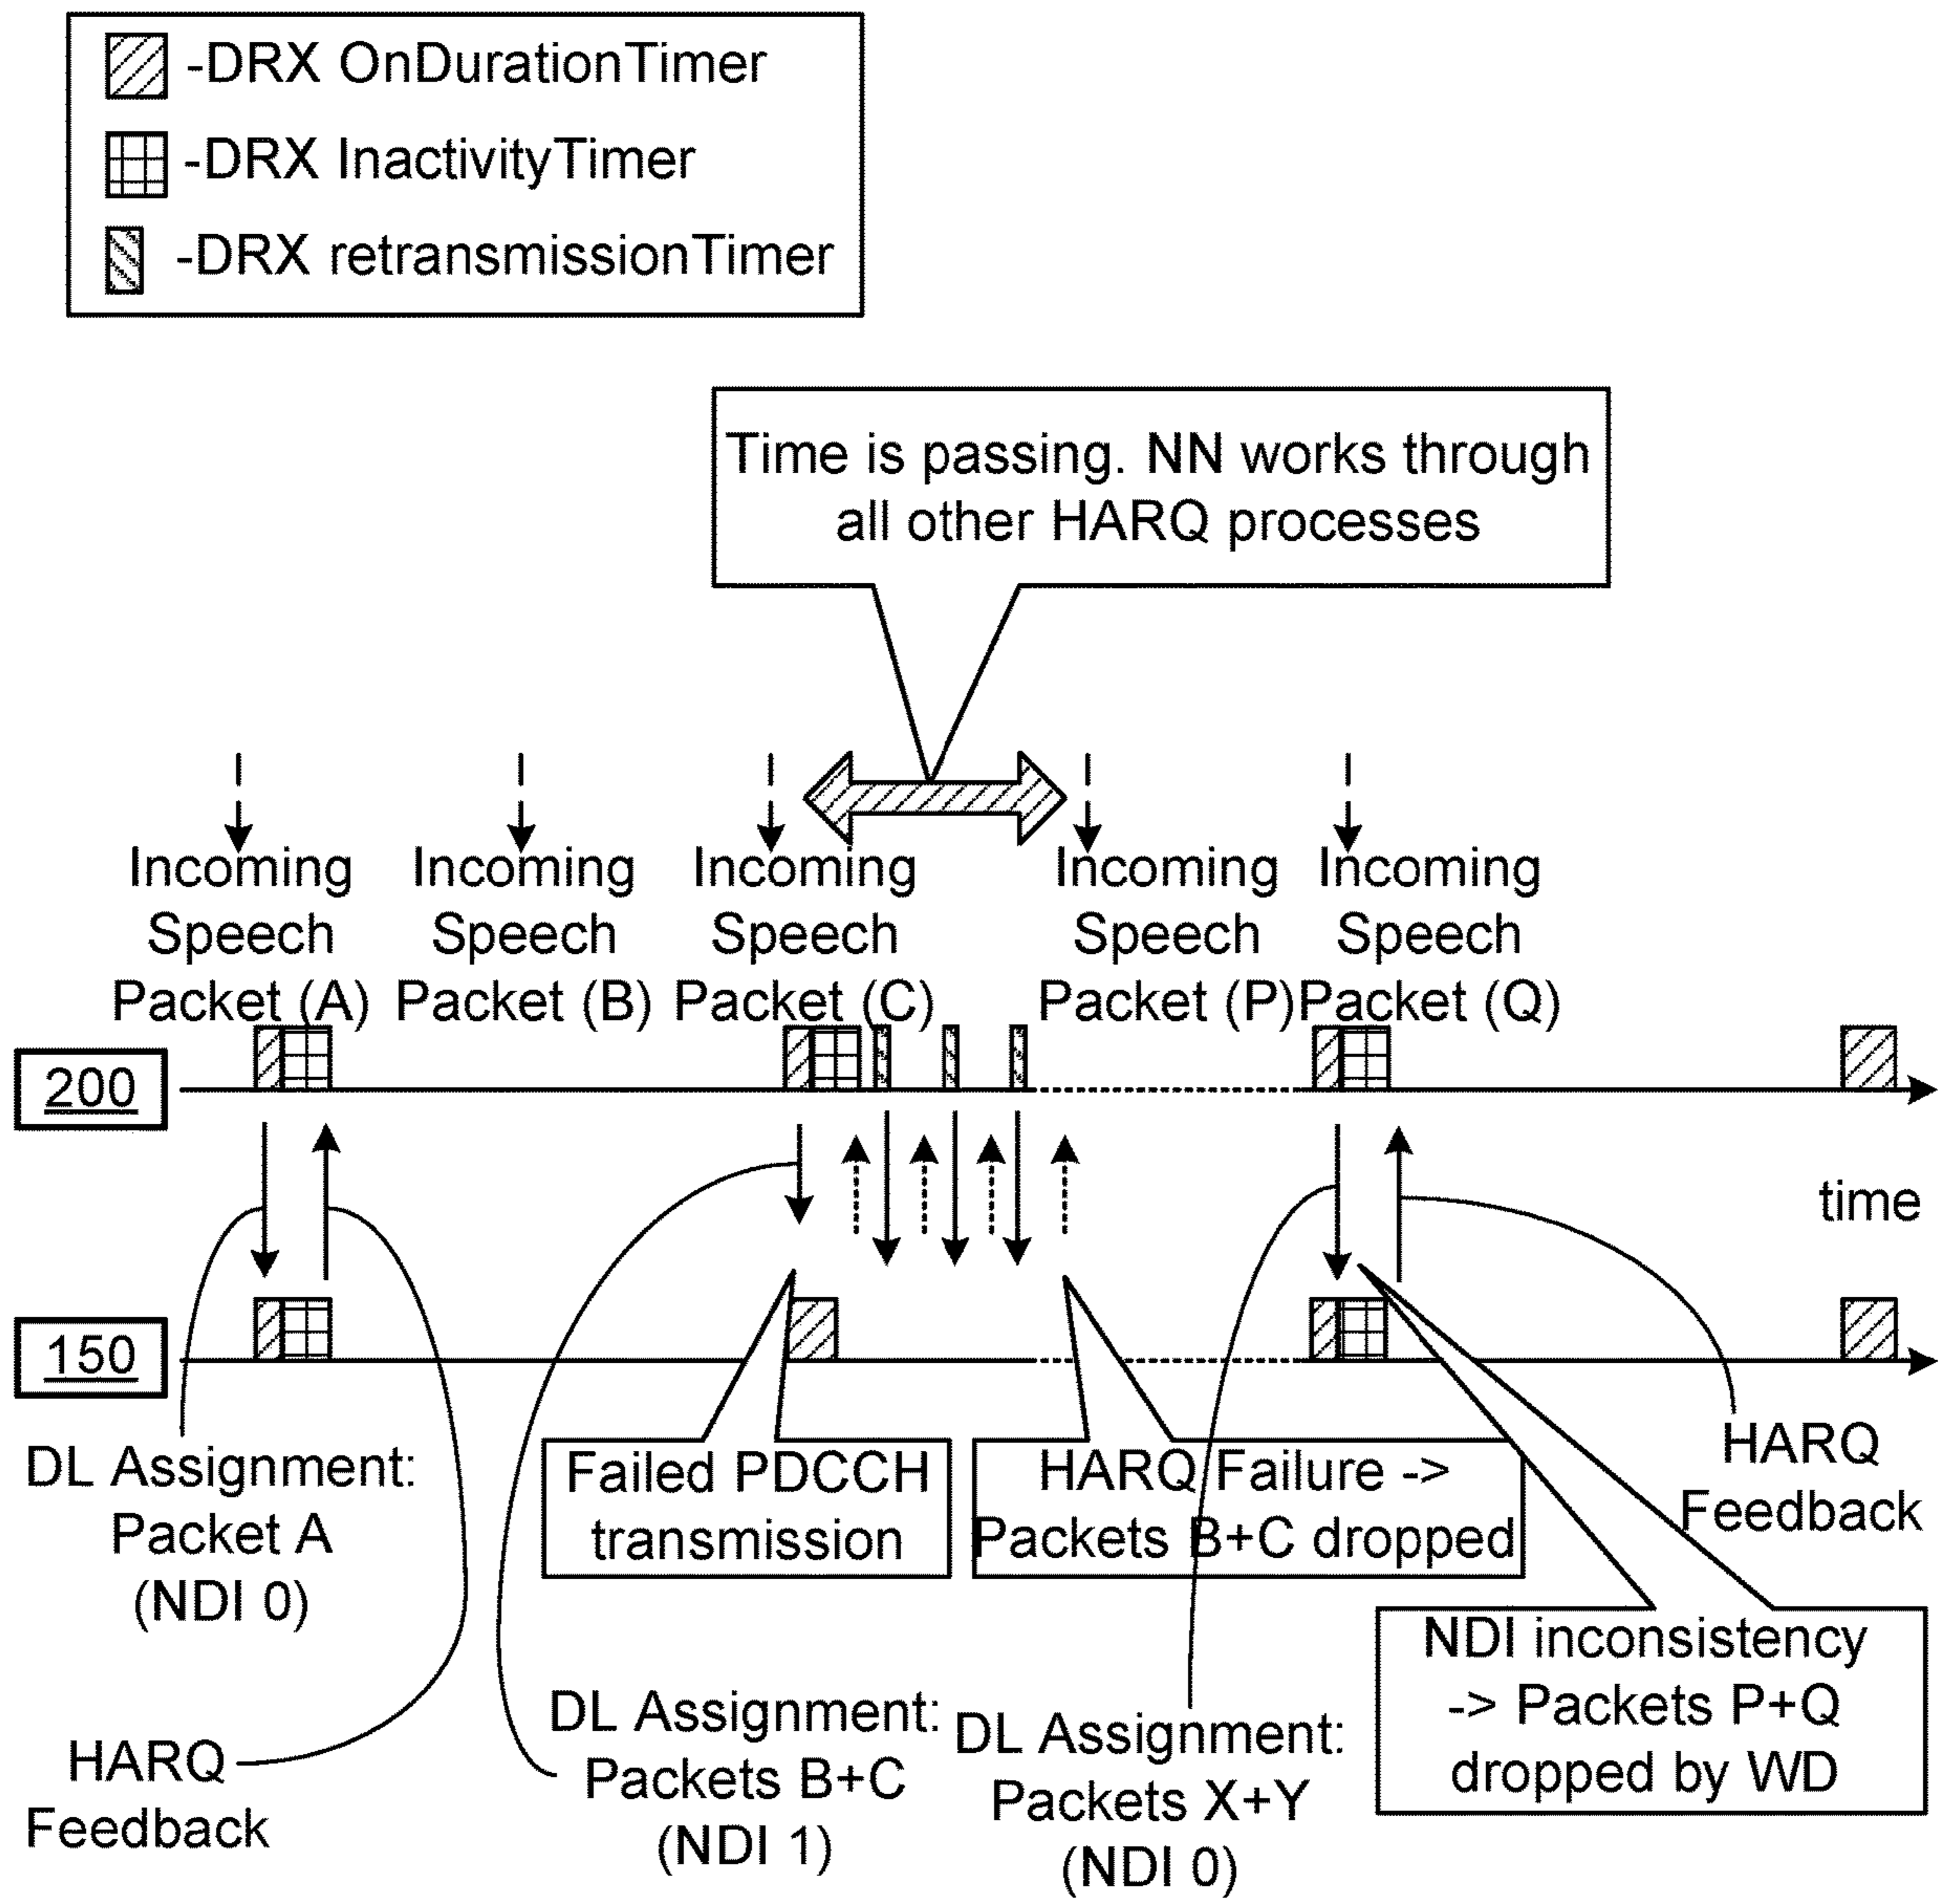 -DRX OnDurationTimer
-DRX InactivityTimer
-DRX retransmissionTimer
Time is passing. NN works through
all other HARQ processes
Incoming
Speech
Packet (A)
Incoming
Speech
Packet (B)
Incoming
Speech
Packet (C)
Incoming
Speech
Packet (P)
Incoming
Speech
Packet (Q)
200
time
150
DL Assignment:
Packet A
(NDI 0)
Failed PDCCH
transmission
HARQ Failure ->
Packets B+C dropped
HARQ
Feedback
HARQ
Feedback
DL Assignment:
Packets B+C
(NDI 1)
DL Assignment:
Packets X+Y
(NDI 0)
NDI inconsistency
-> Packets P+Q
dropped by WD